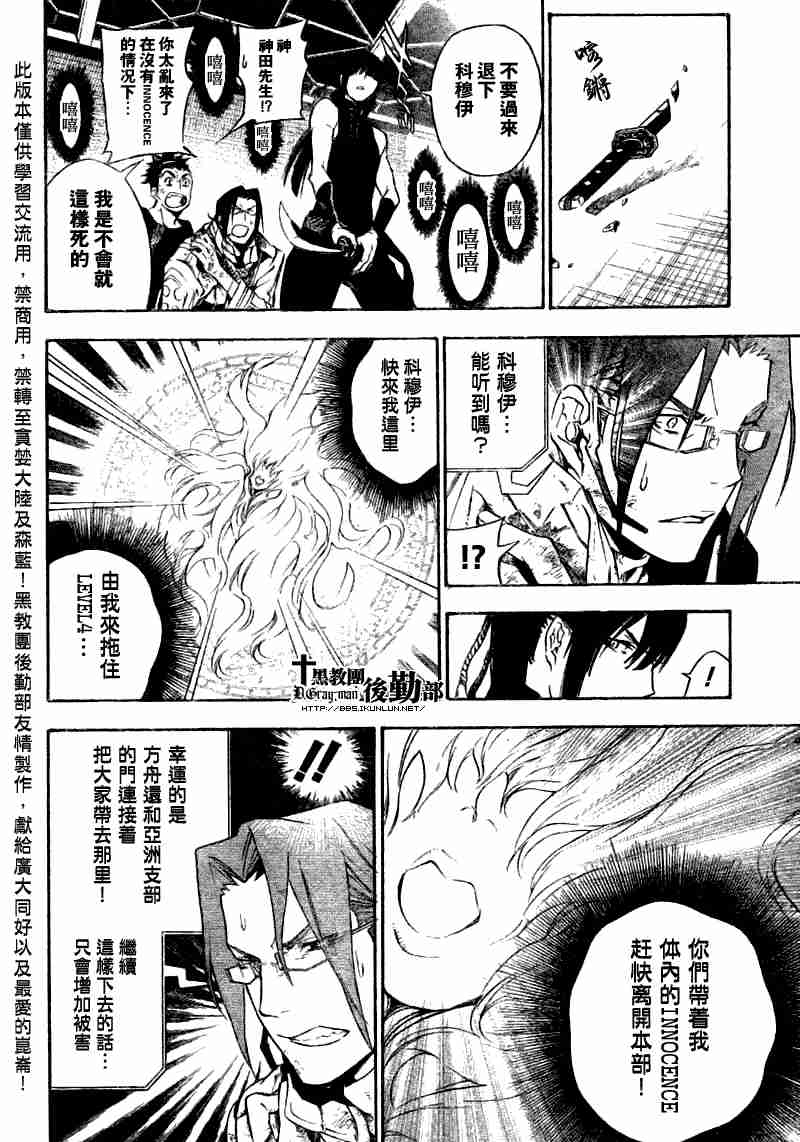 咚鏘
不要過來
退下
科穆伊
神
神田先生!?
你太亂來了
在沒有INNOCENCE
的情況下…
嘻嘻
嘻嘻
嘻嘻
嘻嘻
嘻嘻
嘻嘻
嘻嘻
我是不會就
這樣死的
科穆伊…
能听到嗎?
!?
!
科穆伊…
快來我這里
由我來拖住
LEVEL4…
黑教團
D.Gray-man
後勤部
HTTP://BBS.IKUNLUN.NET/
你們帶着我
体內的INNOCENCE
赶快离開本部!
!!
幸運的是
方舟還和亞洲支部
的門連接着
把大家帶去那里!
繼續
這樣下去的話…
只會增加被害
此版本僅供學習交流用,禁商用,禁轉至貪婪大陸及森藍!黑教團後勤部友情製作,獻給廣大同好以及最愛的崑崙!